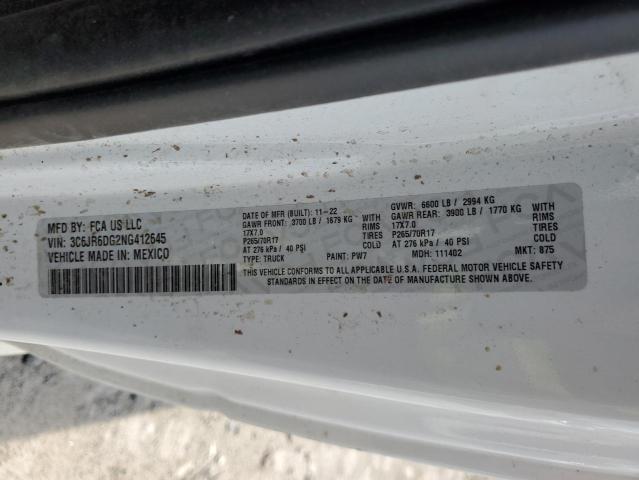 MFD BY: FCA US LLC
VIN: 3C6JR6DG2NG412645
VEHICLE MADE IN: MEXICO
DATE OF MFR (BUILT): 11-22
GAWR FRONT: 3700 LB / 1679 KG WITH
17X7.0 RIMS
P265/70R17 TIRES
AT 276 kPa / 40 PSI COLD
TYPE: TRUCK PAINT: PW7
GVWR: 6600 LB / 2994 KG
GAWR REAR: 3900 LB / 1770 KG WITH
17X7.0 RIMS
P265/70R17 TIRES
AT 276 kPa / 40 PSI COLD
MDH: 111402 MKT: 875
THIS VEHICLE CONFORMS TO ALL APPLICABLE U.S.A. FEDERAL MOTOR VEHICLE SAFETY
STANDARDS IN EFFECT ON THE DATE OF MANUFACTURE SHOWN ABOVE.